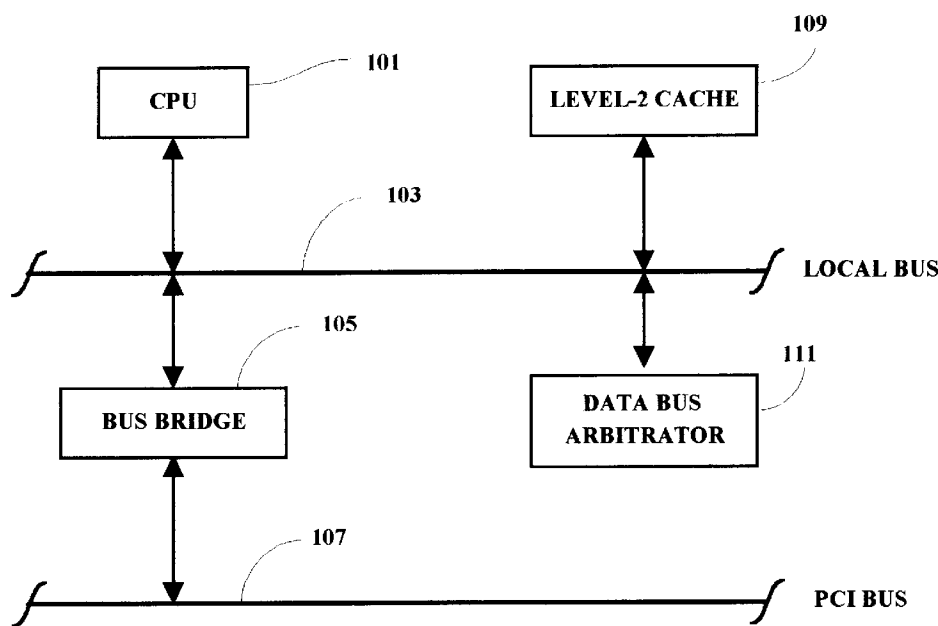 109
101
CPU
LEVEL-2 CACHE
103
LOCAL BUS
105
111
BUS BRIDGE
DATA BUS
ARBITRATOR
107
PCI BUS